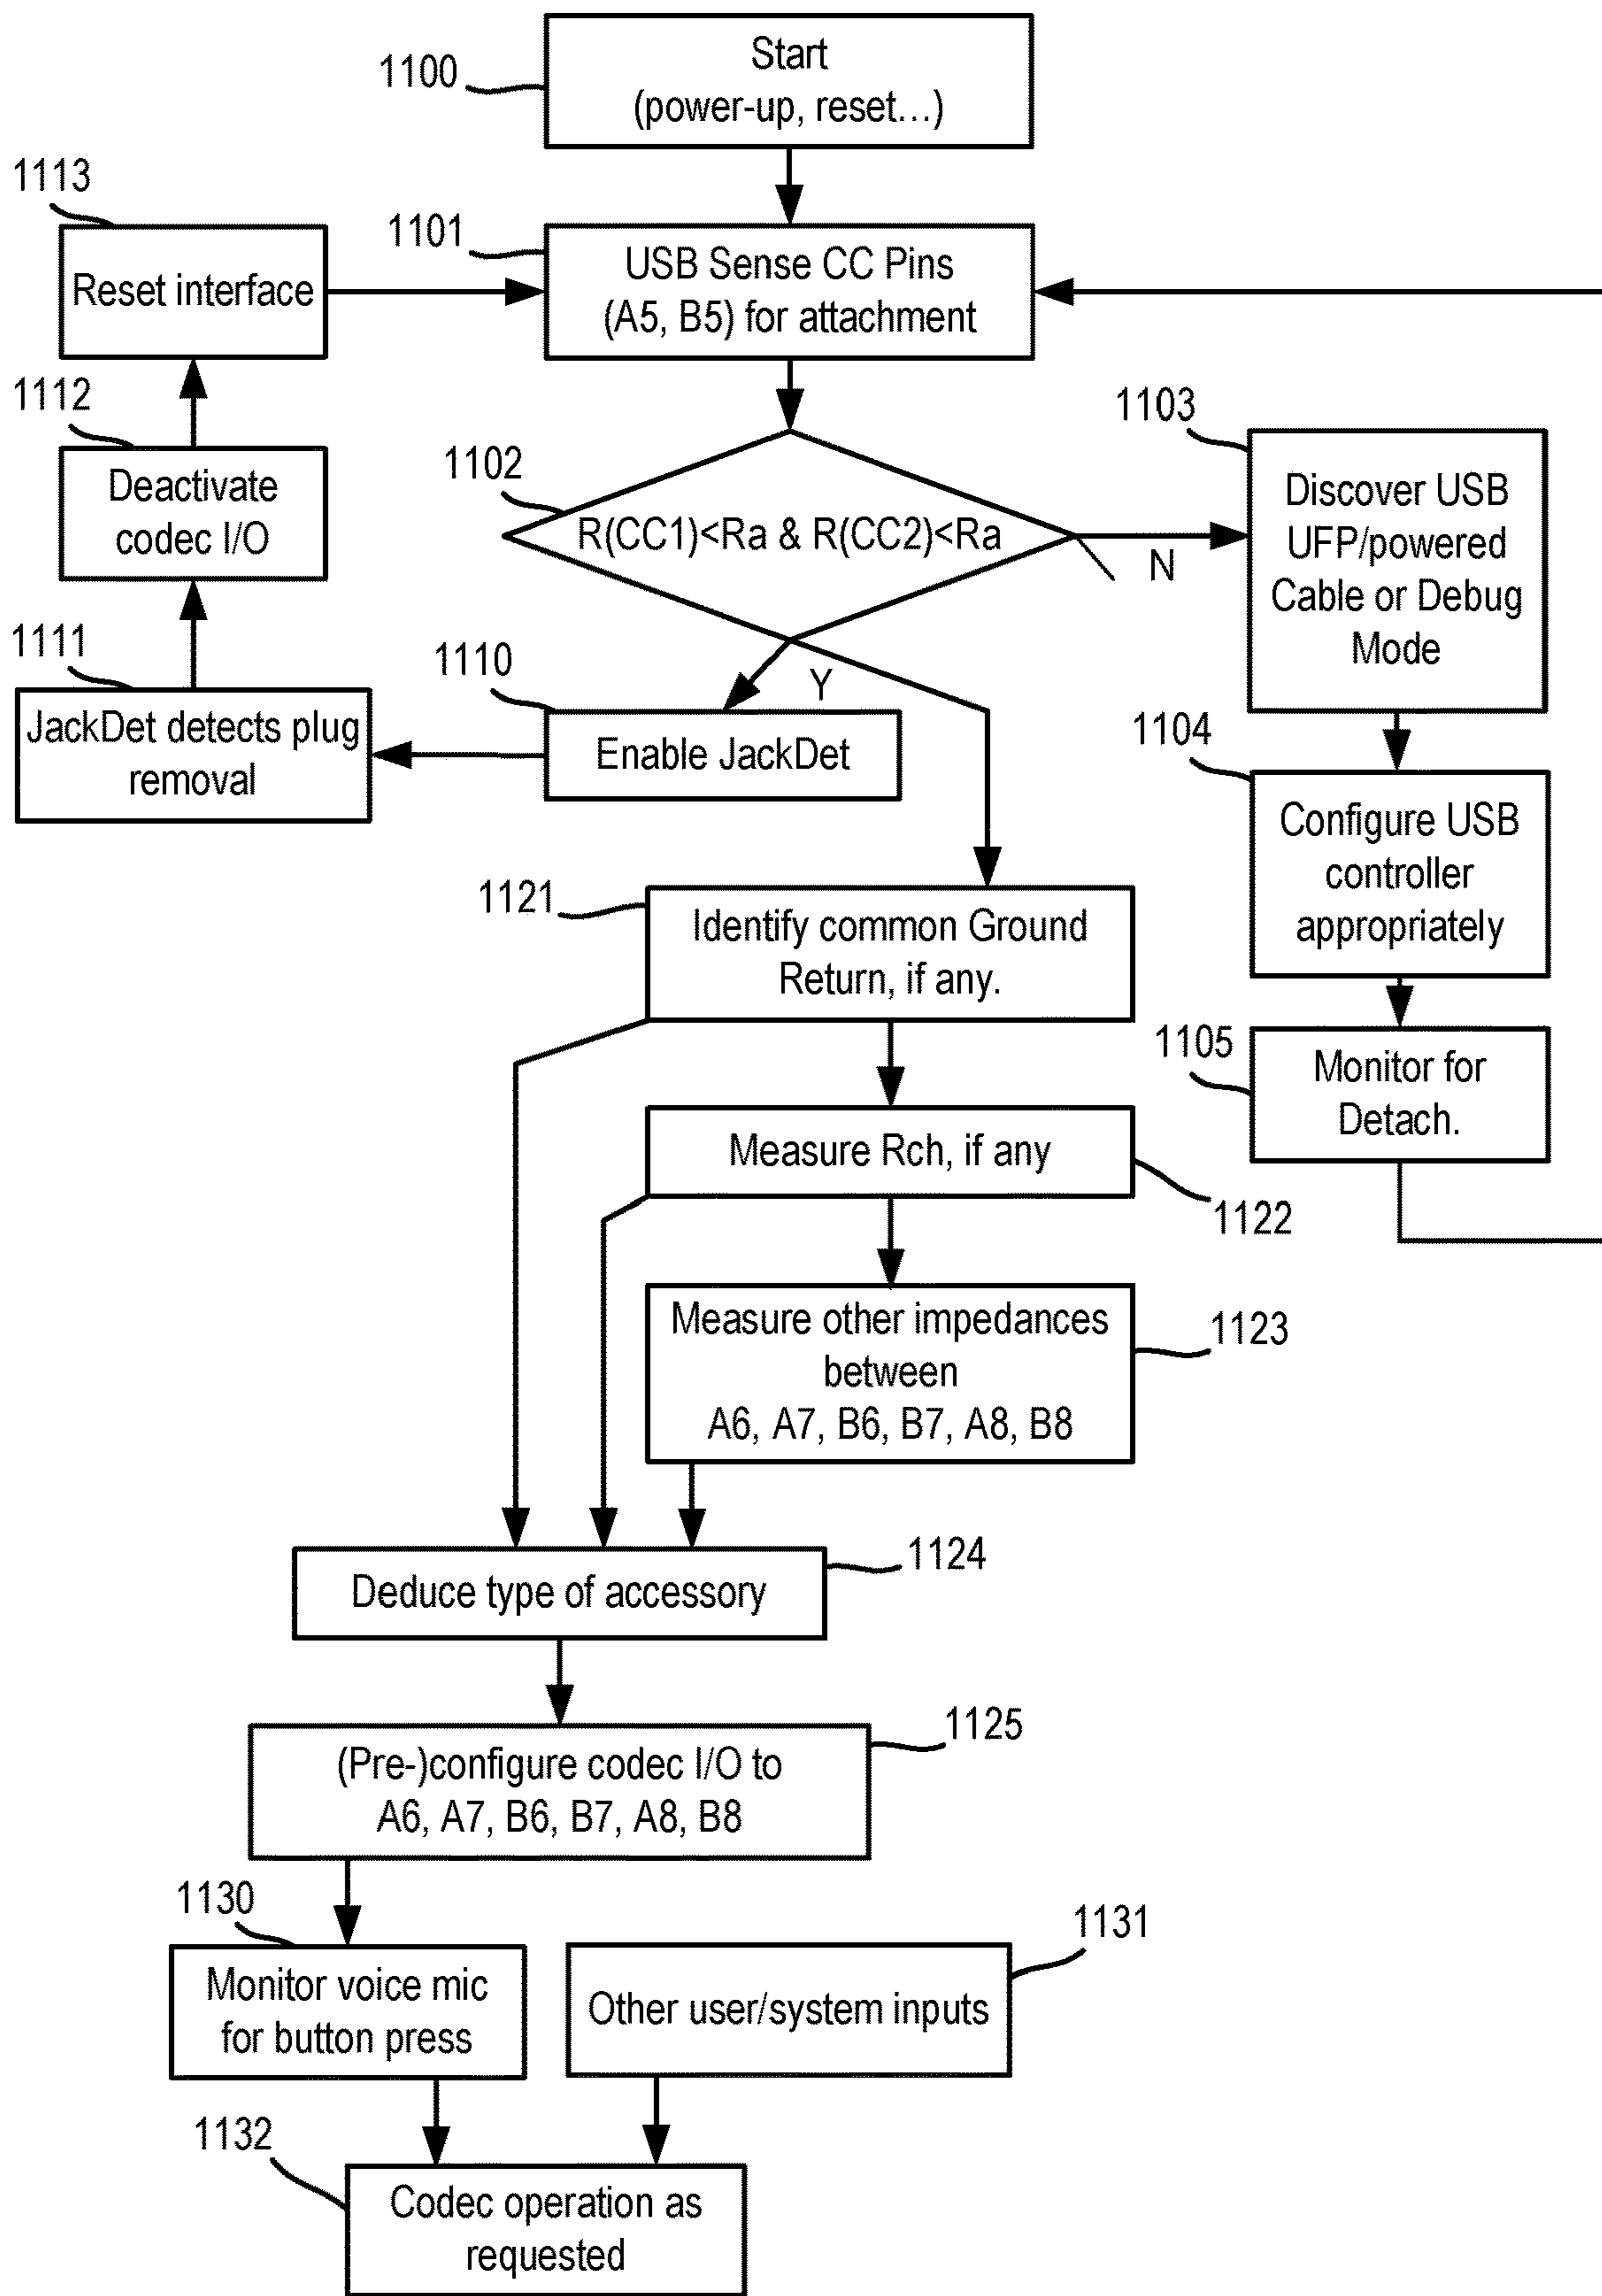 1100
Start
(power-up, reset...)
1113
Reset interface
1101
USB Sense CC Pins
(A5, B5) for attachment
1112
Deactivate
codec I/O
1102
R(CC1)<Ra & R(CC2)<Ra
N
Y
1103
Discover USB
UFP/powered
Cable or Debug
Mode
1111
JackDet detects plug
removal
1110
Enable JackDet
1104
Configure USB
controller
appropriately
1121
Identify common Ground
Return, if any.
1105
Monitor for
Detach.
Measure Rch, if any
1122
Measure other impedances
between
A6, A7, B6, B7, A8, B8
1123
Deduce type of accessory
1124
(Pre-)configure codec I/O to
A6, A7, B6, B7, A8, B8
1125
1130
Monitor voice mic
for button press
1131
Other user/system inputs
1132
Codec operation as
requested